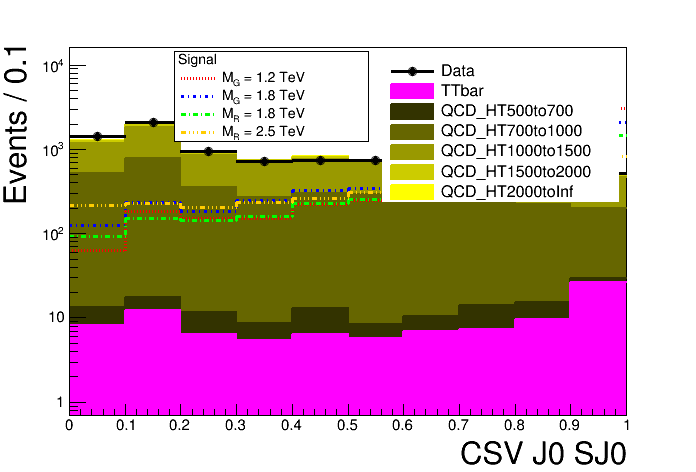 Events / 0.1
10⁴
10³
10²
10
1
Signal
M_G = 1.2 TeV
M_G = 1.8 TeV
M_R = 1.8 TeV
M_R = 2.5 TeV
Data
TTbar
QCD_HT500to700
QCD_HT700to1000
QCD_HT1000to1500
QCD_HT1500to2000
QCD_HT2000toInf
0 0.1 0.2 0.3 0.4 0.5 0.6 0.7 0.8 0.9 1
CSV J0 SJ0